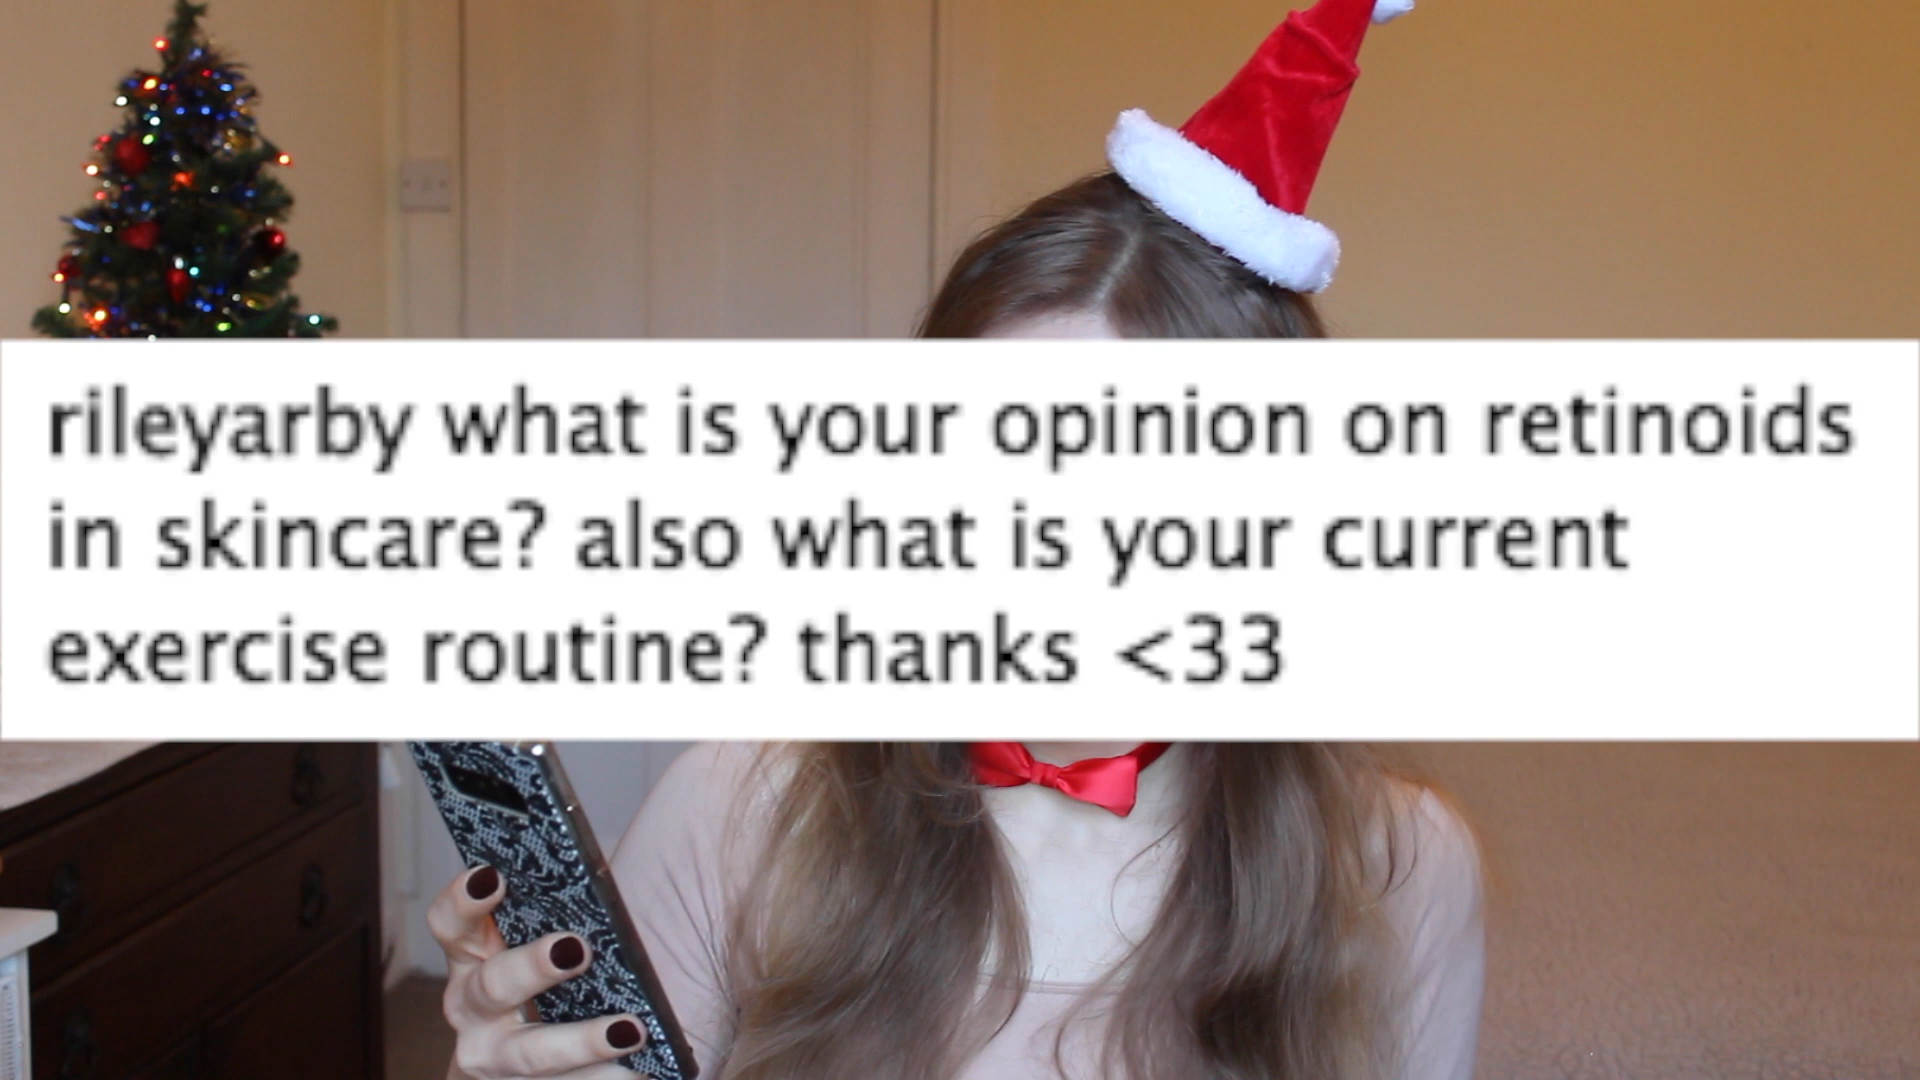 rileyarby what is your opinion on retinoids
in skincare? also what is your current
exercise routine? thanks <33